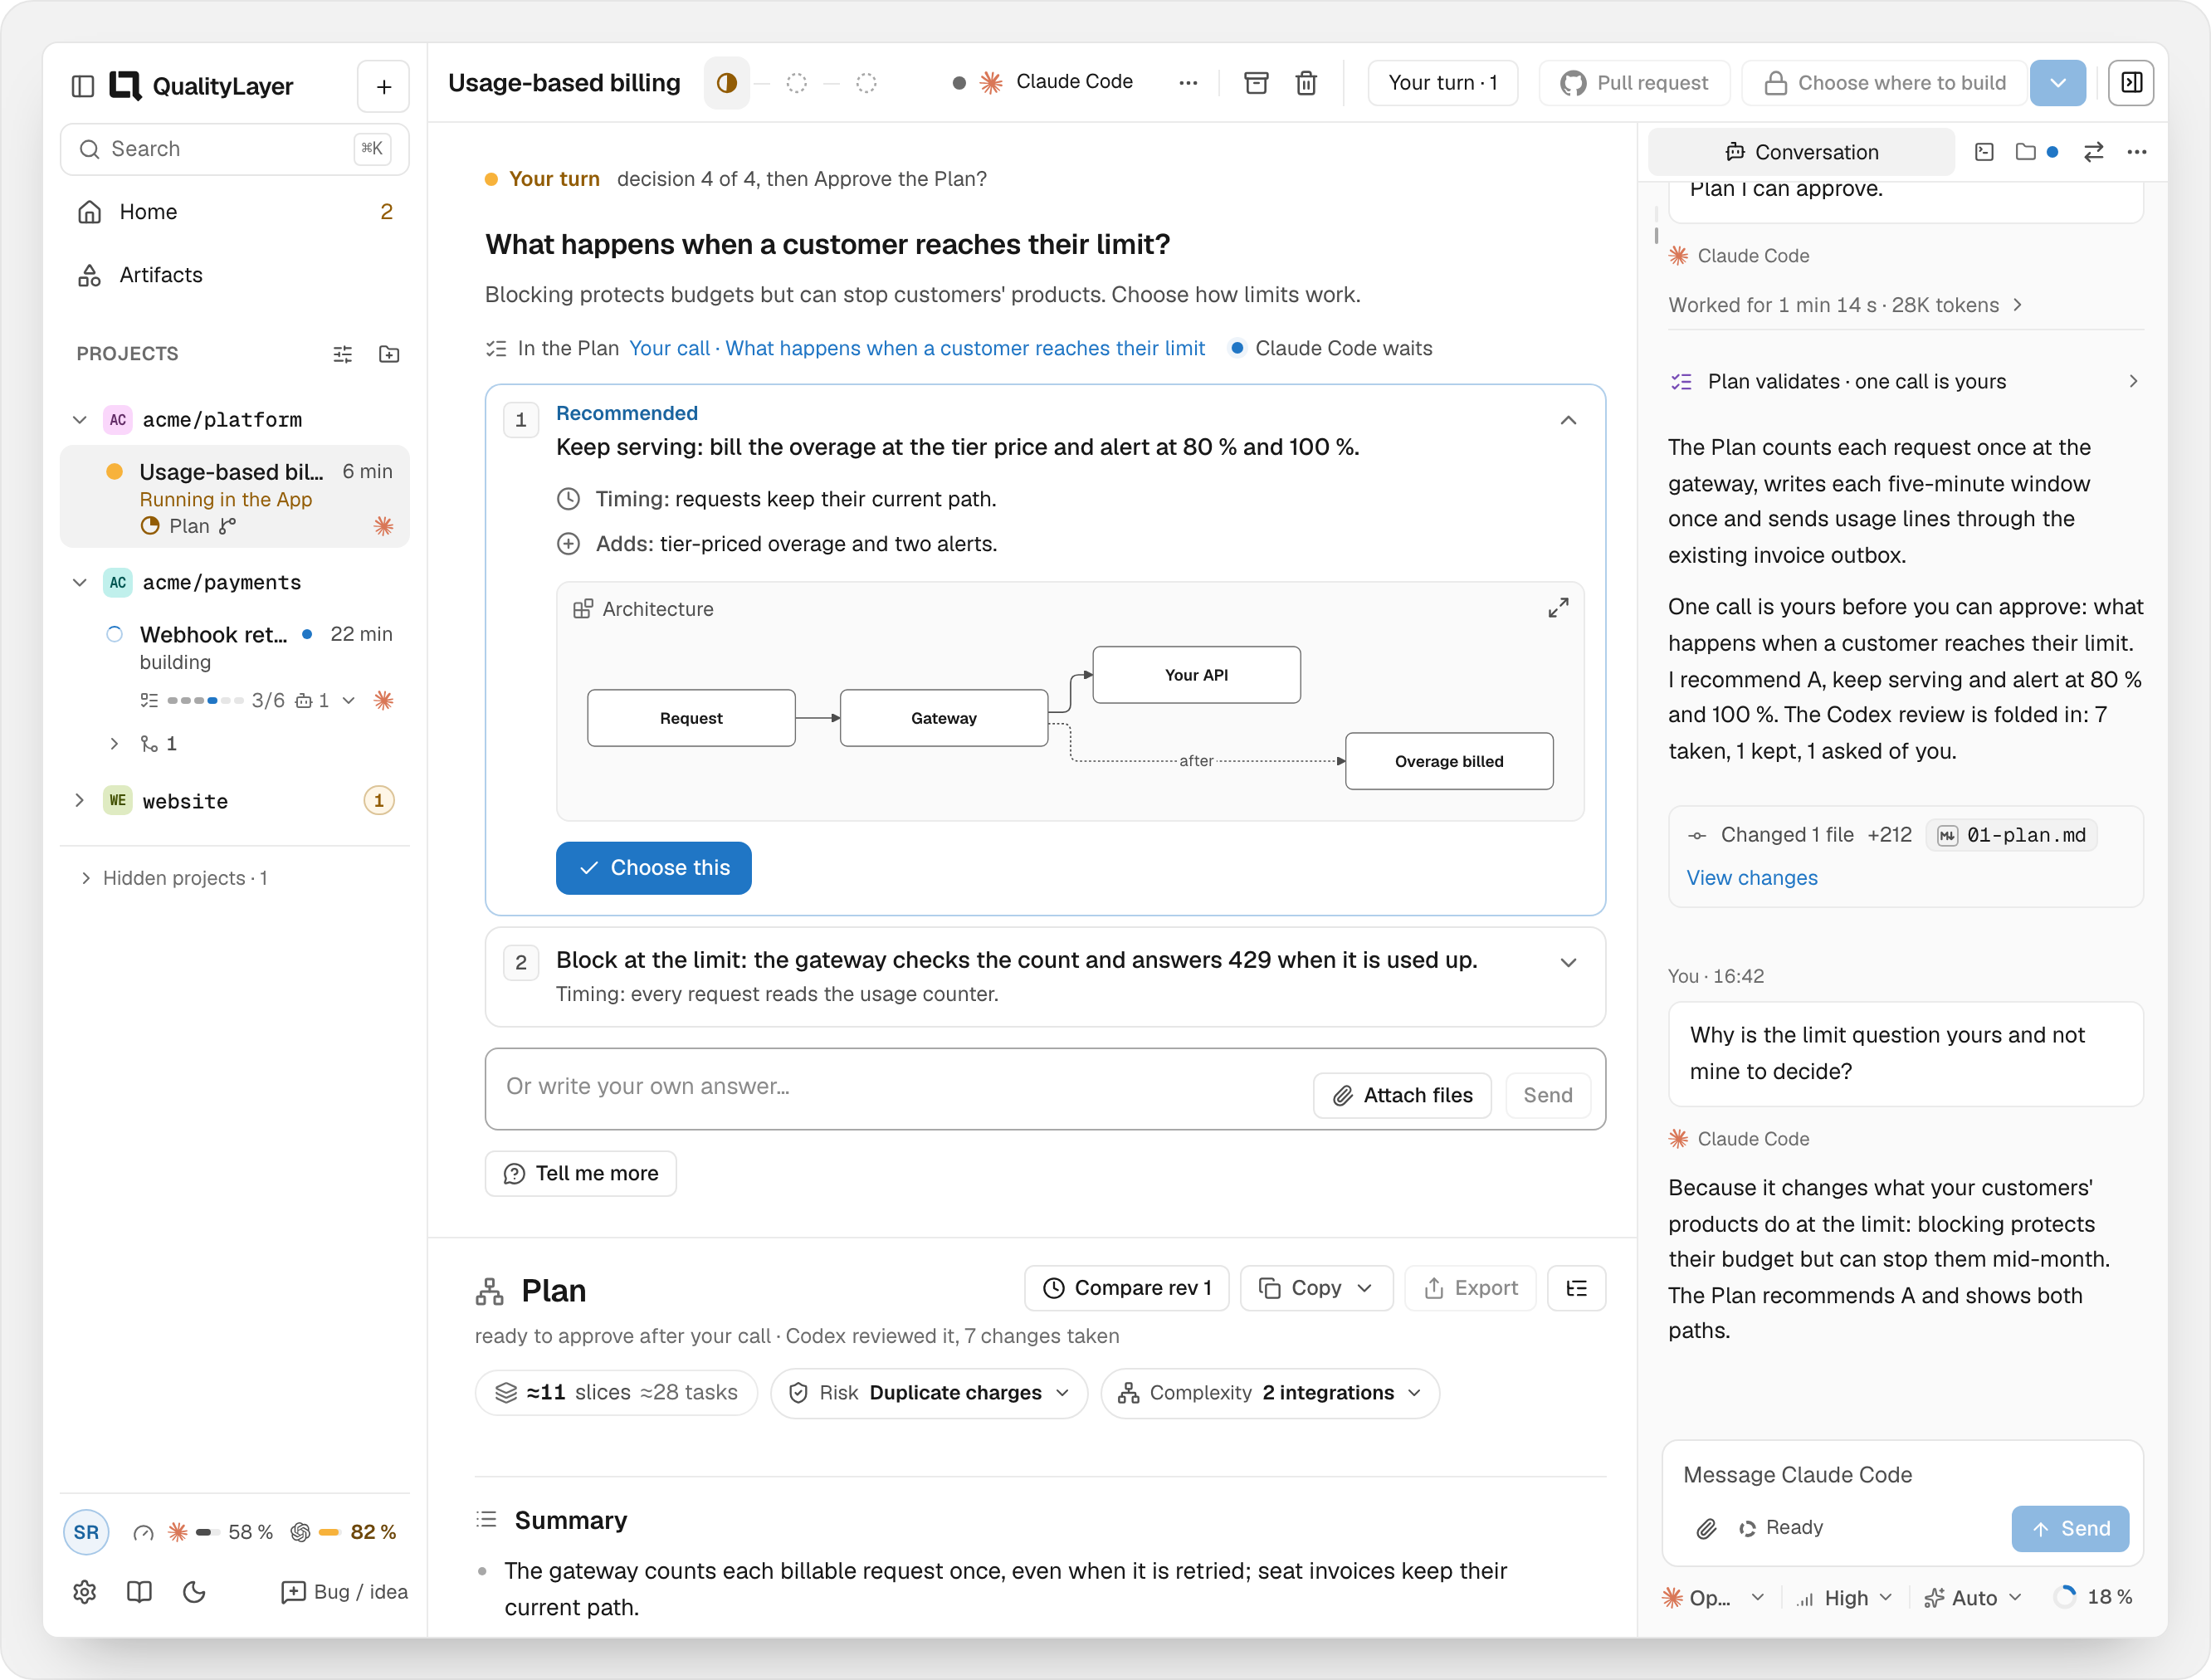 QualityLayer
Search
⌘K
Home
2
Artifacts
PROJECTS
AC acme/platform
Usage-based bil... 6 min
Running in the App
Plan
AC acme/payments
Webhook ret... 22 min
building
3/6 1
1
WE website 1
Hidden projects · 1
SR 58 % 82 %
Bug / idea
Usage-based billing
Claude Code
Your turn · 1
Pull request
Choose where to build
Your turn decision 4 of 4, then Approve the Plan?
What happens when a customer reaches their limit?
Blocking protects budgets but can stop customers' products. Choose how limits work.
In the Plan Your call · What happens when a customer reaches their limit Claude Code waits
1
Recommended
Keep serving: bill the overage at the tier price and alert at 80 % and 100 %.
Timing: requests keep their current path.
Adds: tier-priced overage and two alerts.
Architecture
Request
Gateway
Your API
after
Overage billed
Choose this
2
Block at the limit: the gateway checks the count and answers 429 when it is used up.
Timing: every request reads the usage counter.
Or write your own answer...
Attach files
Send
Tell me more
Plan
Compare rev 1
Copy
Export
ready to approve after your call · Codex reviewed it, 7 changes taken
≈11 slices ≈28 tasks
Risk Duplicate charges
Complexity 2 integrations
Summary
The gateway counts each billable request once, even when it is retried; seat invoices keep their
current path.
Conversation
Plan I can approve.
Claude Code
Worked for 1 min 14 s · 28K tokens
Plan validates · one call is yours
The Plan counts each request once at the
gateway, writes each five-minute window
once and sends usage lines through the
existing invoice outbox.
One call is yours before you can approve: what
happens when a customer reaches their limit.
I recommend A, keep serving and alert at 80 %
and 100 %. The Codex review is folded in: 7
taken, 1 kept, 1 asked of you.
Changed 1 file +212 01-plan.md
View changes
You · 16:42
Why is the limit question yours and not
mine to decide?
Claude Code
Because it changes what your customers'
products do at the limit: blocking protects
their budget but can stop them mid-month.
The Plan recommends A and shows both
paths.
Message Claude Code
Ready
Send
Op... High Auto 18 %